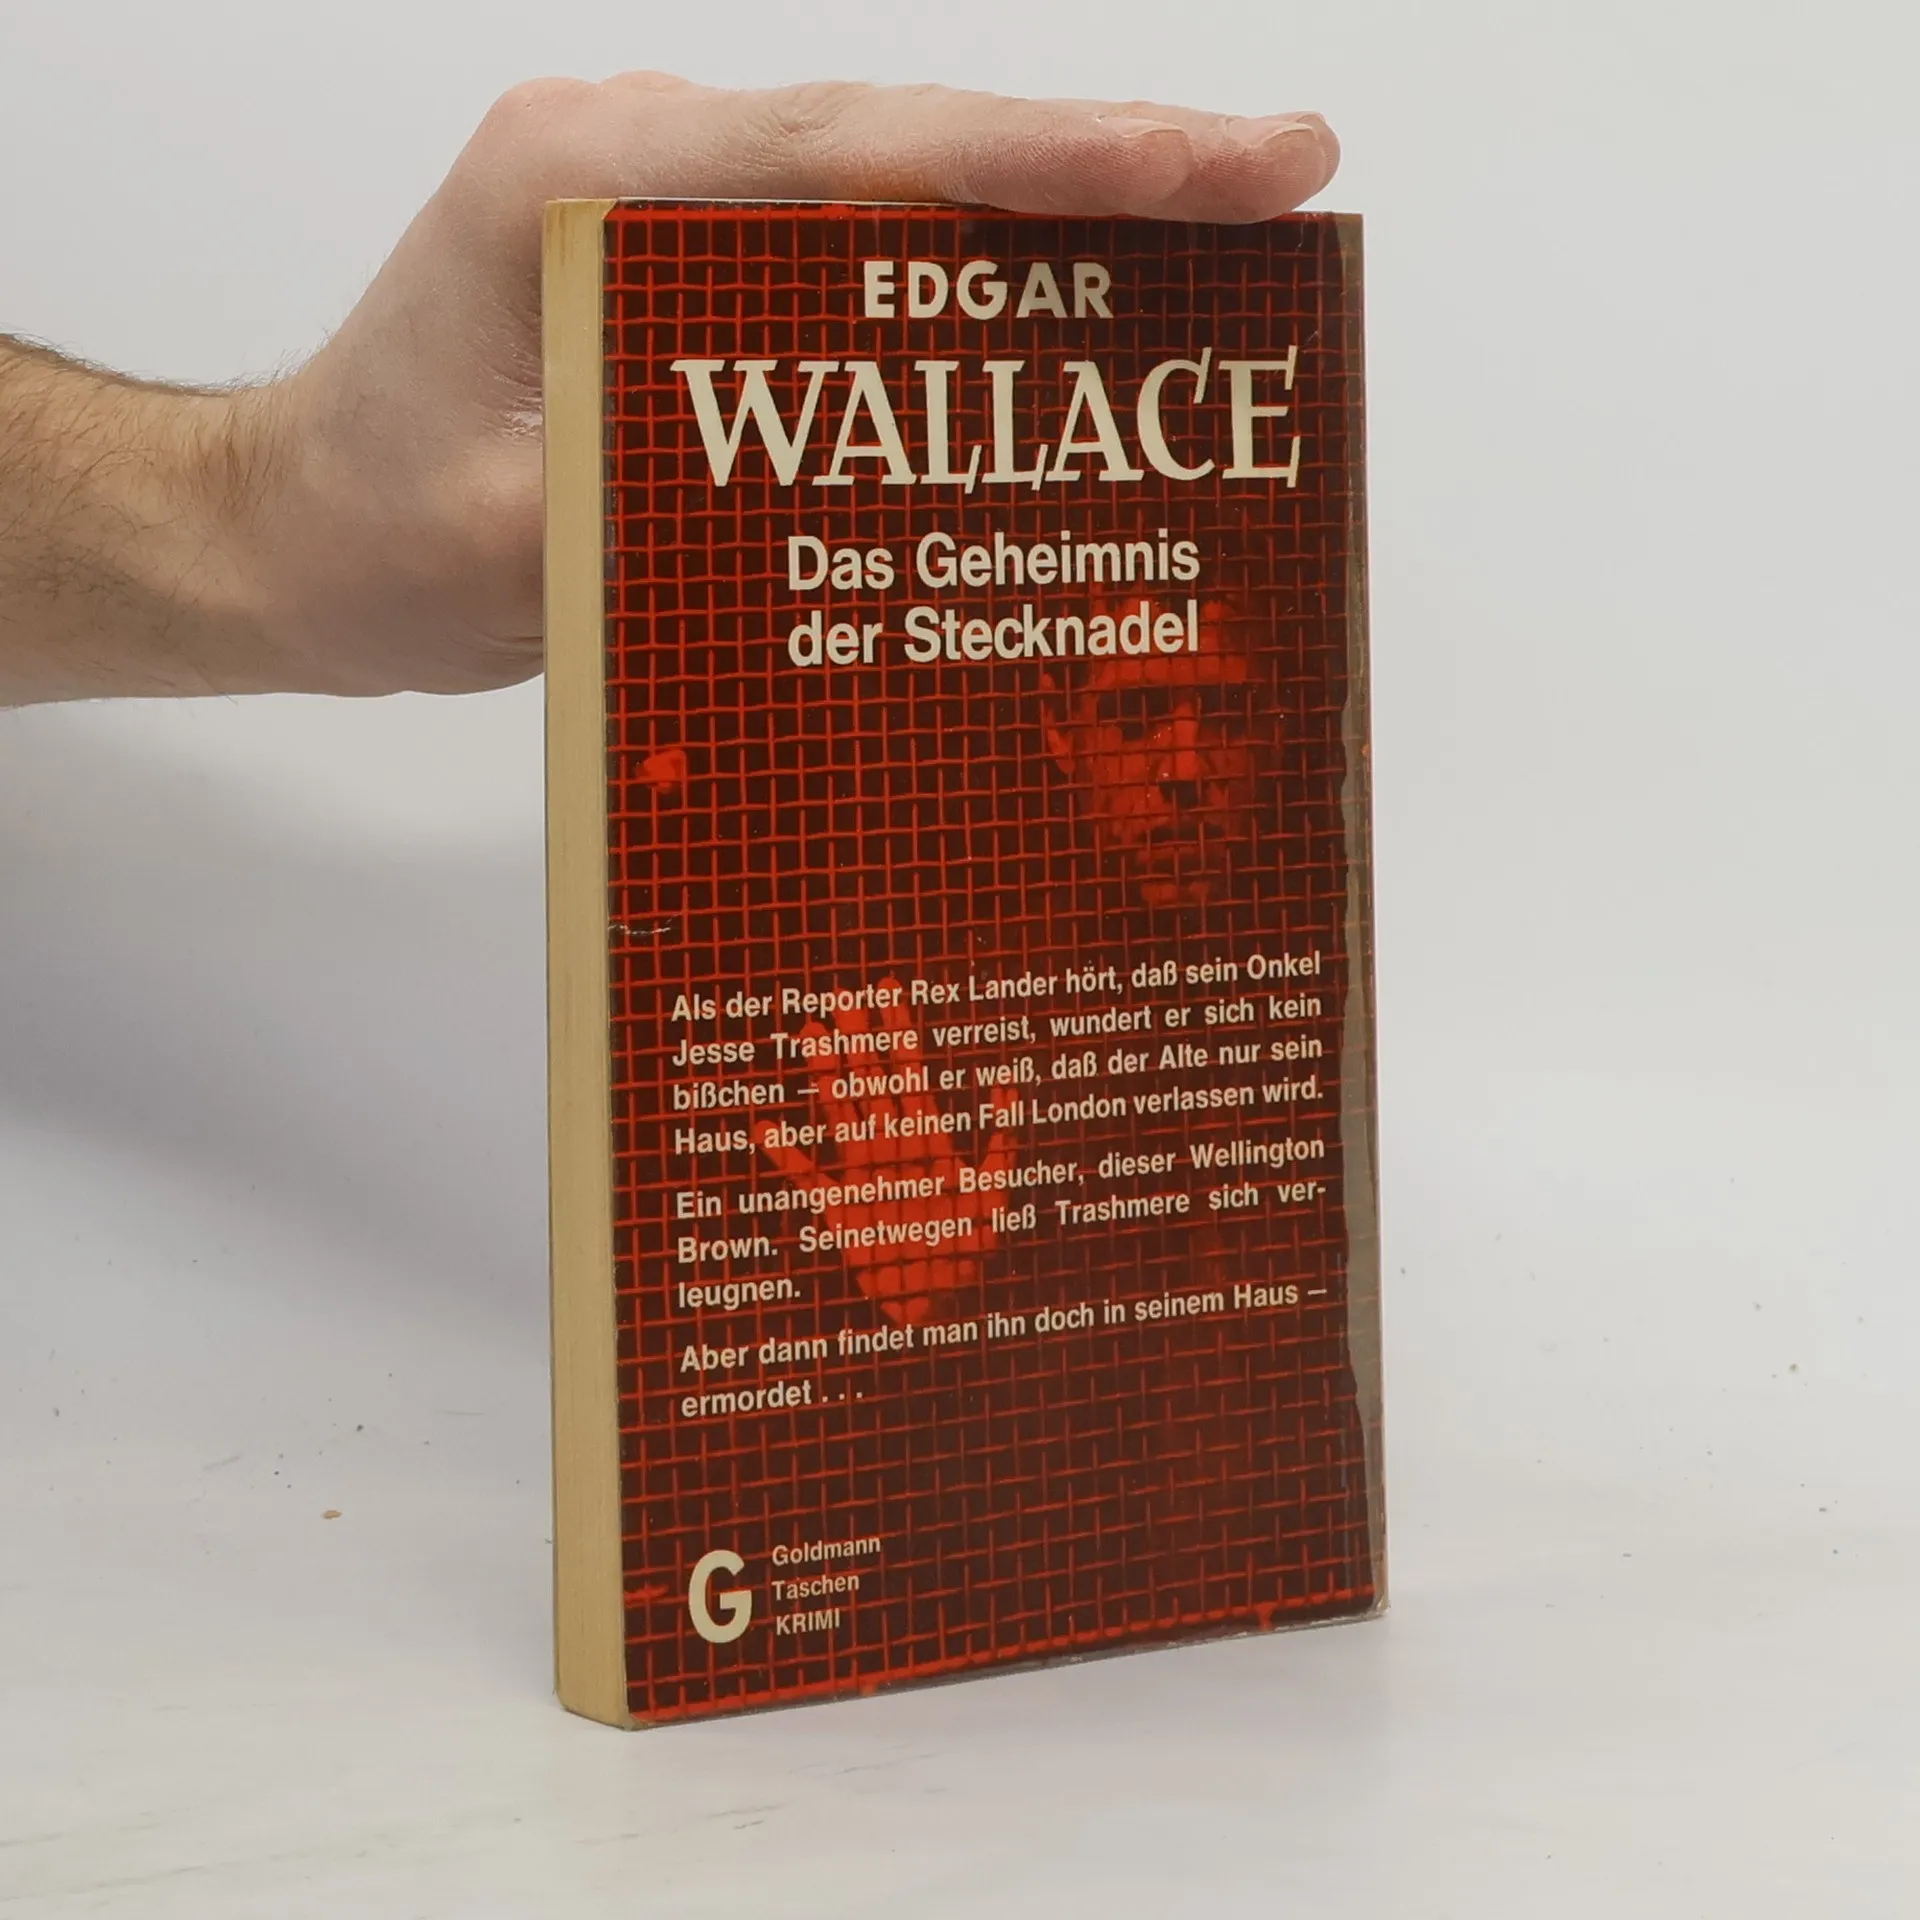 EDGAR
WALLACE
Das Geheimnis
der Stecknadel
Als der Reporter Rex Lander hört, daß sein Onkel
Jesse Trashmere verreist, wundert er sich kein
bißchen – obwohl er weiß, daß der Alte nur sein
Haus, aber auf keinen Fall London verlassen wird.
Ein unangenehmer Besucher, dieser Wellington
Brown. Seinetwegen ließ Trashmere sich ver-
leugnen.
Aber dann findet man ihn doch in seinem Haus –
ermordet . . .
G
Goldmann
Taschen
KRIMI